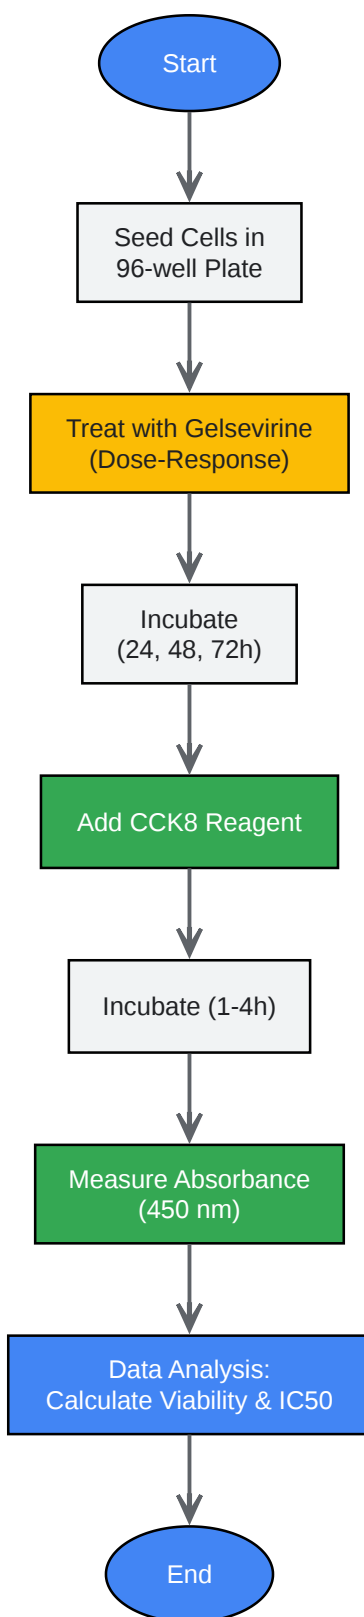 Start
Seed Cells in
96-well Plate
Treat with Gelsevirine
(Dose-Response)
Incubate
(24, 48, 72h)
Add CCK8 Reagent
Incubate (1-4h)
Measure Absorbance
(450 nm)
Data Analysis:
Calculate Viability & IC50
End